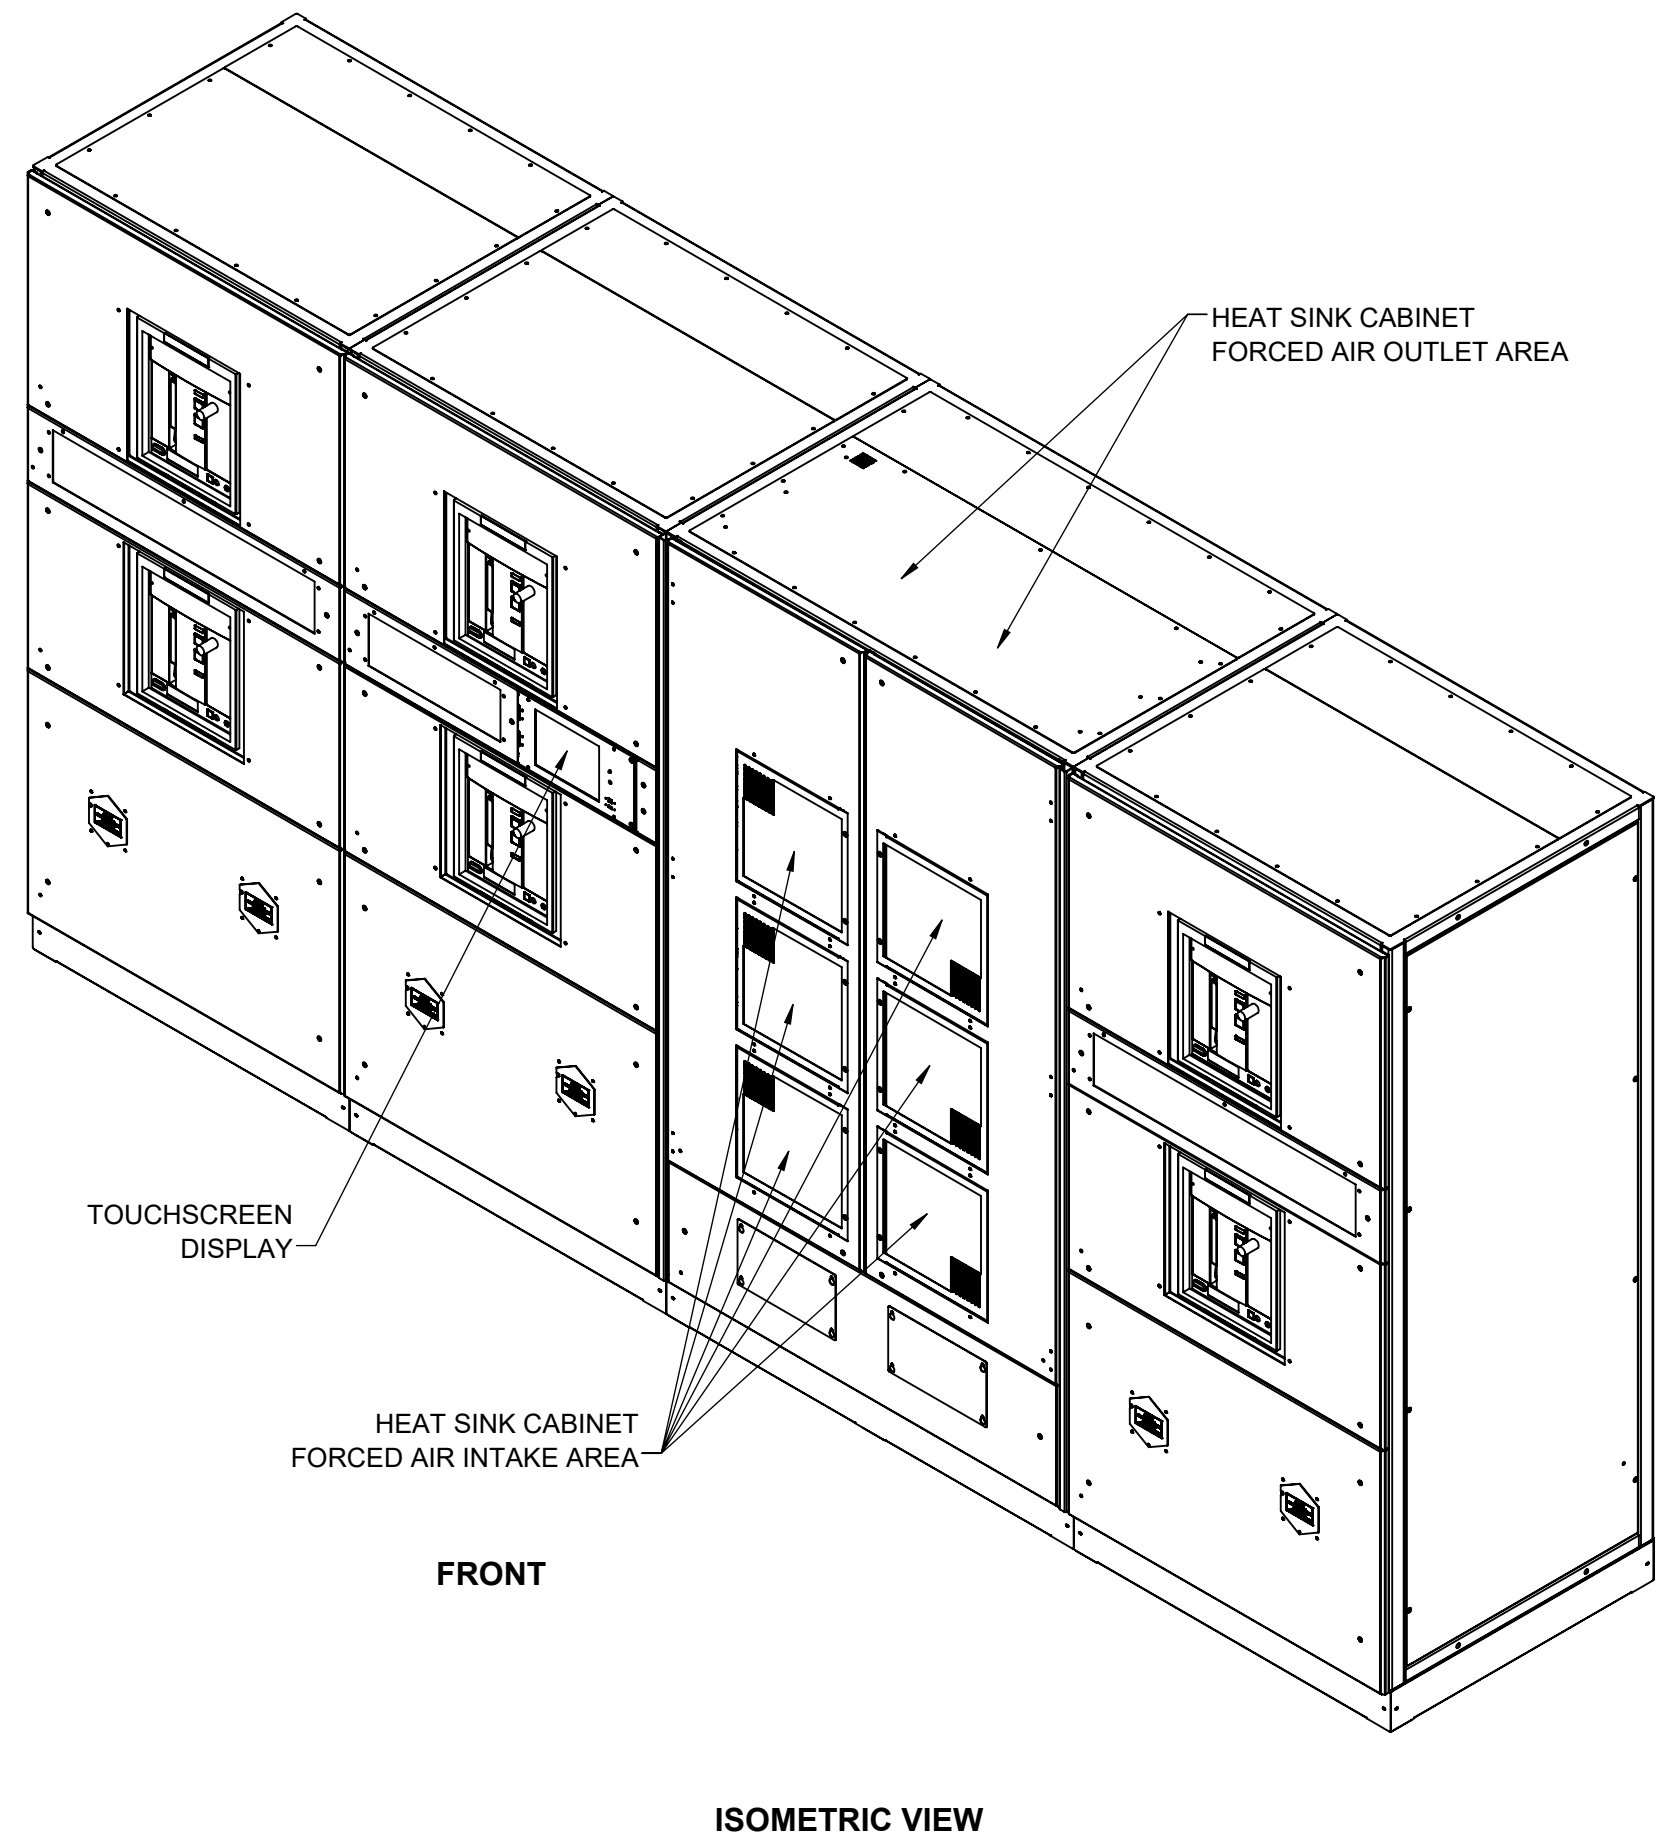 HEAT SINK CABINET
FORCED AIR OUTLET AREA
TOUCHSCREEN
DISPLAY
HEAT SINK CABINET
FORCED AIR INTAKE AREA
FRONT
ISOMETRIC VIEW